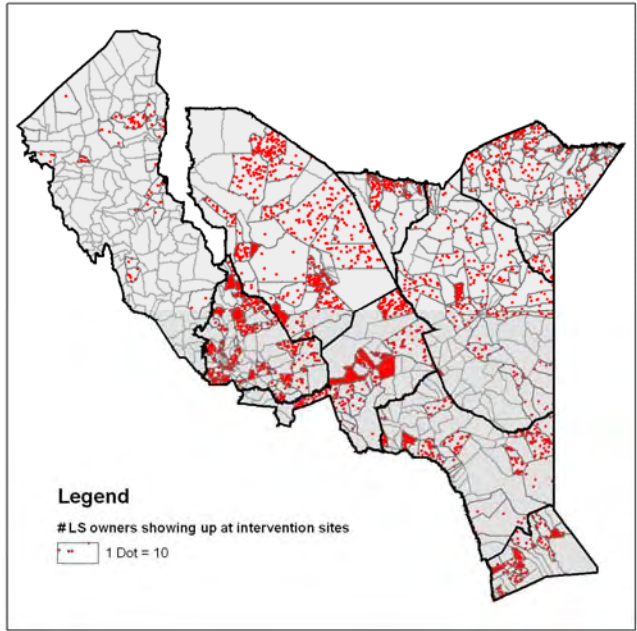 Legend
# LS owners showing up at intervention sites
1 Dot = 10